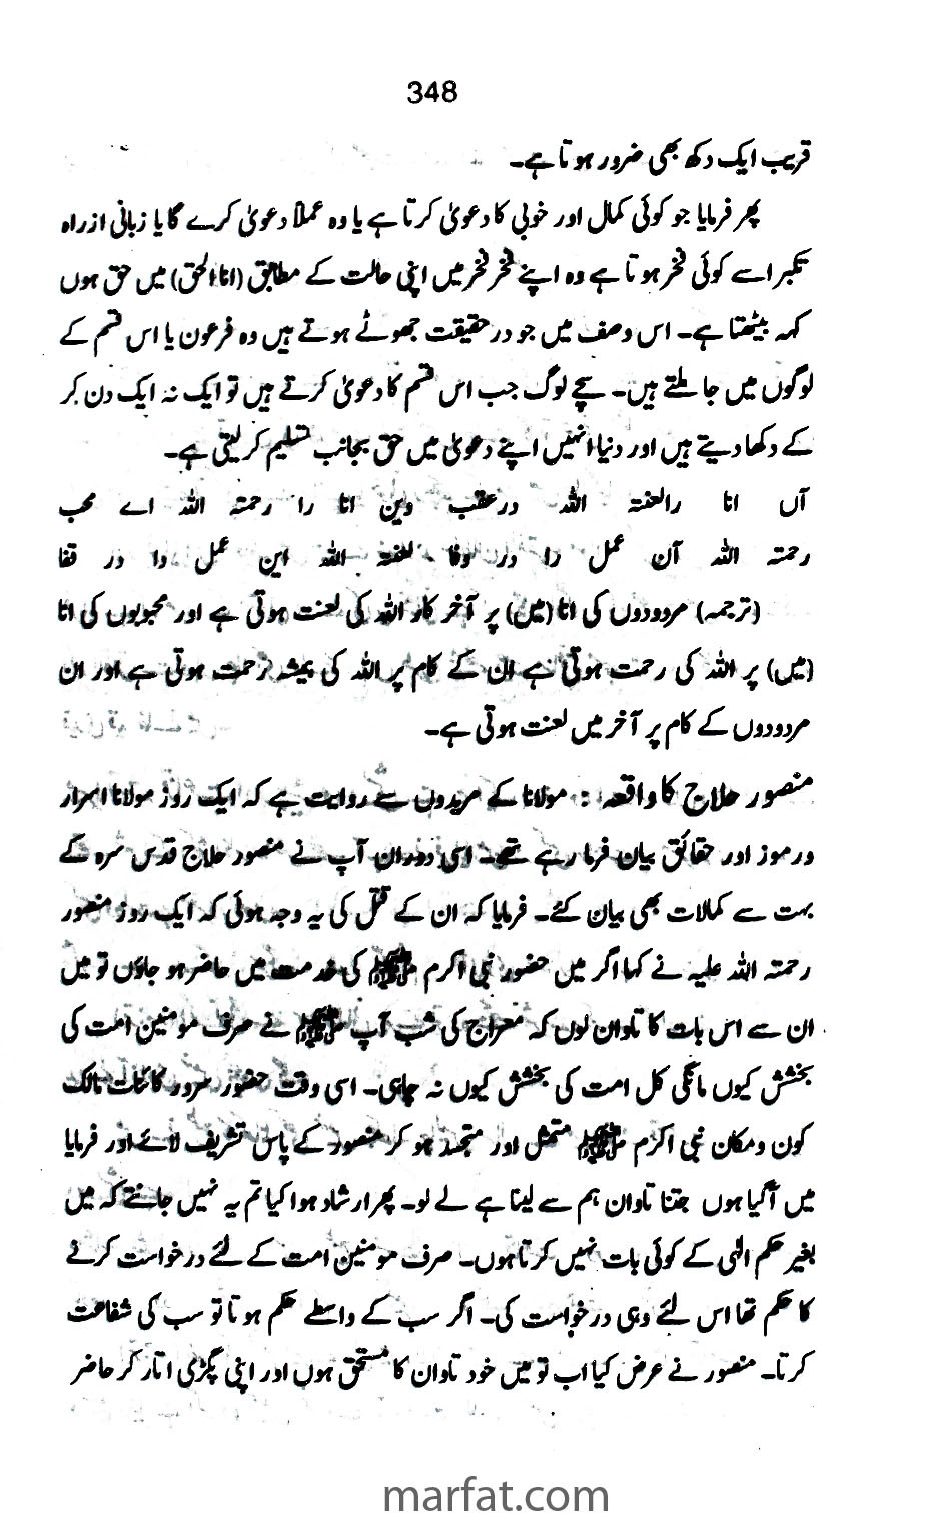 348
قریب ایک دکھ بھی ضرور ہوتا ہے۔
پھر فرمایا جو کوئی کمال اور خوبی کا دعویٰ کرتا ہے یا وہ عملاً دعویٰ کرے گا یا زبانی از راہ
تکبر اسے کوئی فخر ہوتا ہے وہ اپنے فخر فخر میں اپنی حالت کے مطابق (انا الحق) میں حق ہوں
کہہ بیٹھتا ہے۔ اس وصف میں جو در حقیقت جھوٹے ہوتے ہیں وہ فرعون یا اس قسم کے
لوگوں میں جا ملتے ہیں۔ سچے لوگ جب اس قسم کا دعویٰ کرتے ہیں تو ایک نہ ایک دن کر
کے دکھا دیتے ہیں اور دنیا انہیں اپنے دعویٰ میں حق بجانب تسلیم کر لیتی ہے۔
آں انا را لعنتہ اللہ در عقب ویں انا را رحمتہ اللہ اے محب
رحمتہ اللہ آن عمل را در وفا لعنتہ اللہ این عمل را در قفا
(ترجمہ) مردودوں کی انا (میں) پر آخر کار اللہ کی لعنت ہوتی ہے اور محبوبوں کی انا
(میں) پر اللہ کی رحمت ہوتی ہے ان کے کام پر اللہ کی ہمیشہ رحمت ہوتی ہے اور ان
مردودوں کے کام پر آخر میں لعنت ہوتی ہے۔
منصور حلاج کا واقعہ : مولانا کے مریدوں سے روایت ہے کہ ایک روز مولانا اسرار
ورموز اور حقائق بیان فرما رہے تھے۔ اسی دوران آپ نے منصور حلاج قدس سرہ کے
بہت سے کمالات بھی بیان کئے۔ فرمایا کہ ان کے قتل کی یہ وجہ ہوئی کہ ایک روز منصور
رحمتہ اللہ علیہ نے کہا اگر میں حضور نبی اکرم ﷺ کی خدمت میں حاضر ہو جاؤں تو میں
ان سے اس بات کا تاوان لوں کہ معراج کی شب آپ ﷺ نے صرف مومنین امت کی
بخشش کیوں مانگی کل امت کی بخشش کیوں نہ چاہی۔ اسی وقت حضور سرور کائنات مالک
کون و مکان نبی اکرم ﷺ متمثل اور متجسد ہو کر منصور کے پاس تشریف لائے اور فرمایا
میں آگیا ہوں جتنا تاوان ہم سے لینا ہے لے لو۔ پھر ارشاد ہوا کیا تم یہ نہیں جانتے کہ میں
بغیر حکم الٰہی کے کوئی بات نہیں کرتا ہوں۔ صرف مومنین امت کے لئے درخواست کرنے
کا حکم تھا اس لئے وہی درخواست کی۔ اگر سب کے واسطے حکم ہوتا تو سب کی شفاعت
کرتا۔ منصور نے عرض کیا اب تو میں خود تاوان کا مستحق ہوں اور اپنی پگڑی اتار کر حاضر
marfat.com